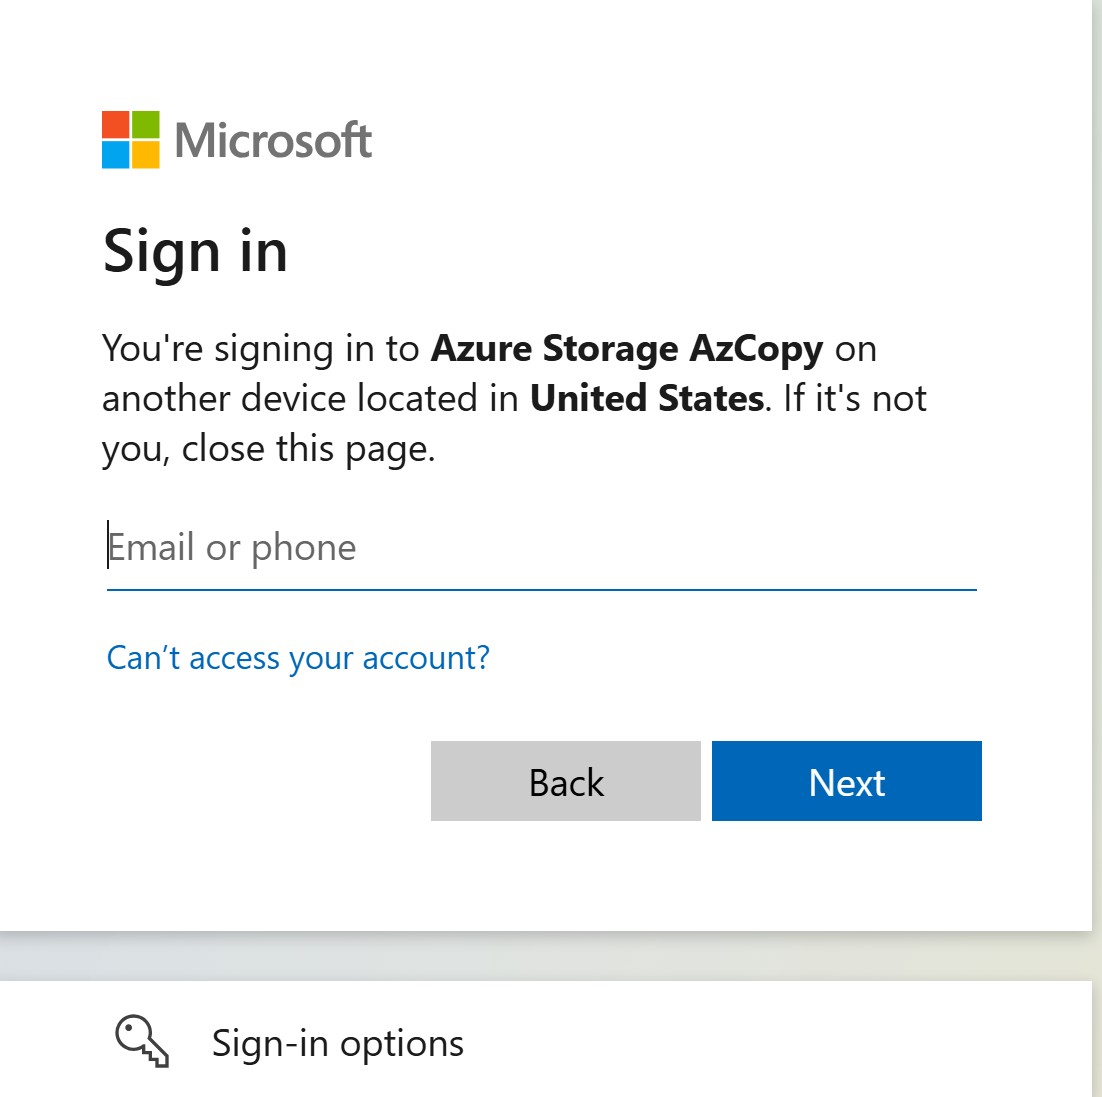 Microsoft
Sign in
You're signing in to Azure Storage AzCopy on
another device located in United States. If it's not
you, close this page.
Email or phone
Can’t access your account?
Back
Next
Sign-in options